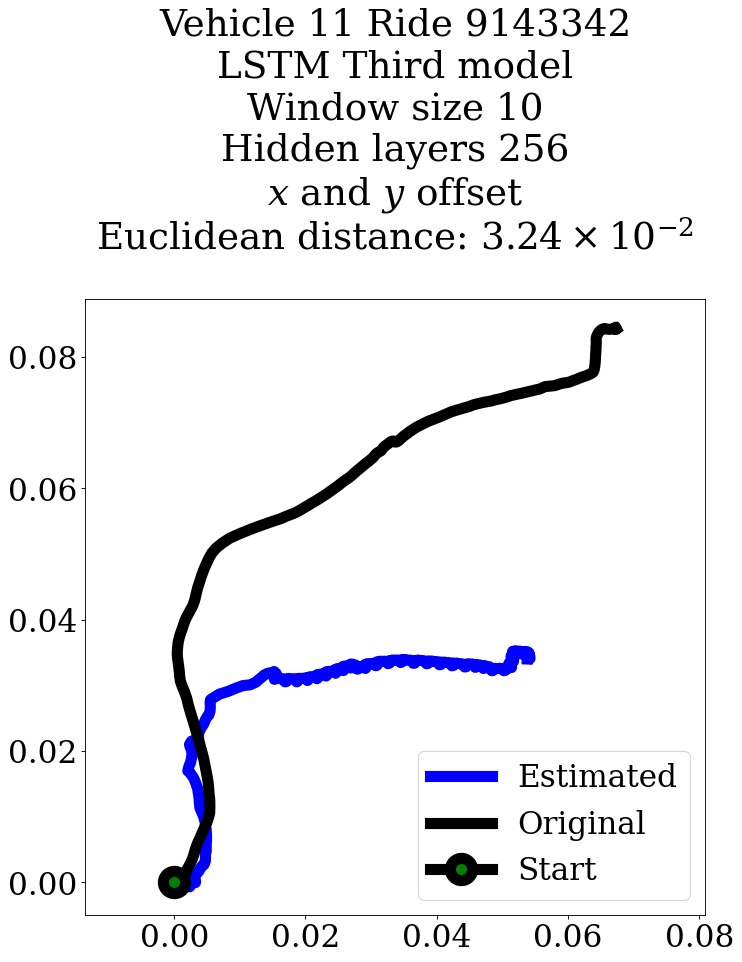 Vehicle 11 Ride 9143342
LSTM Third model
Window size 10
Hidden layers 256
x and y offset
Euclidean distance: 3.24 × 10⁻²
0.08
0.06
0.04
0.02
0.00
Estimated
Original
Start
0.00 0.02 0.04 0.06 0.08